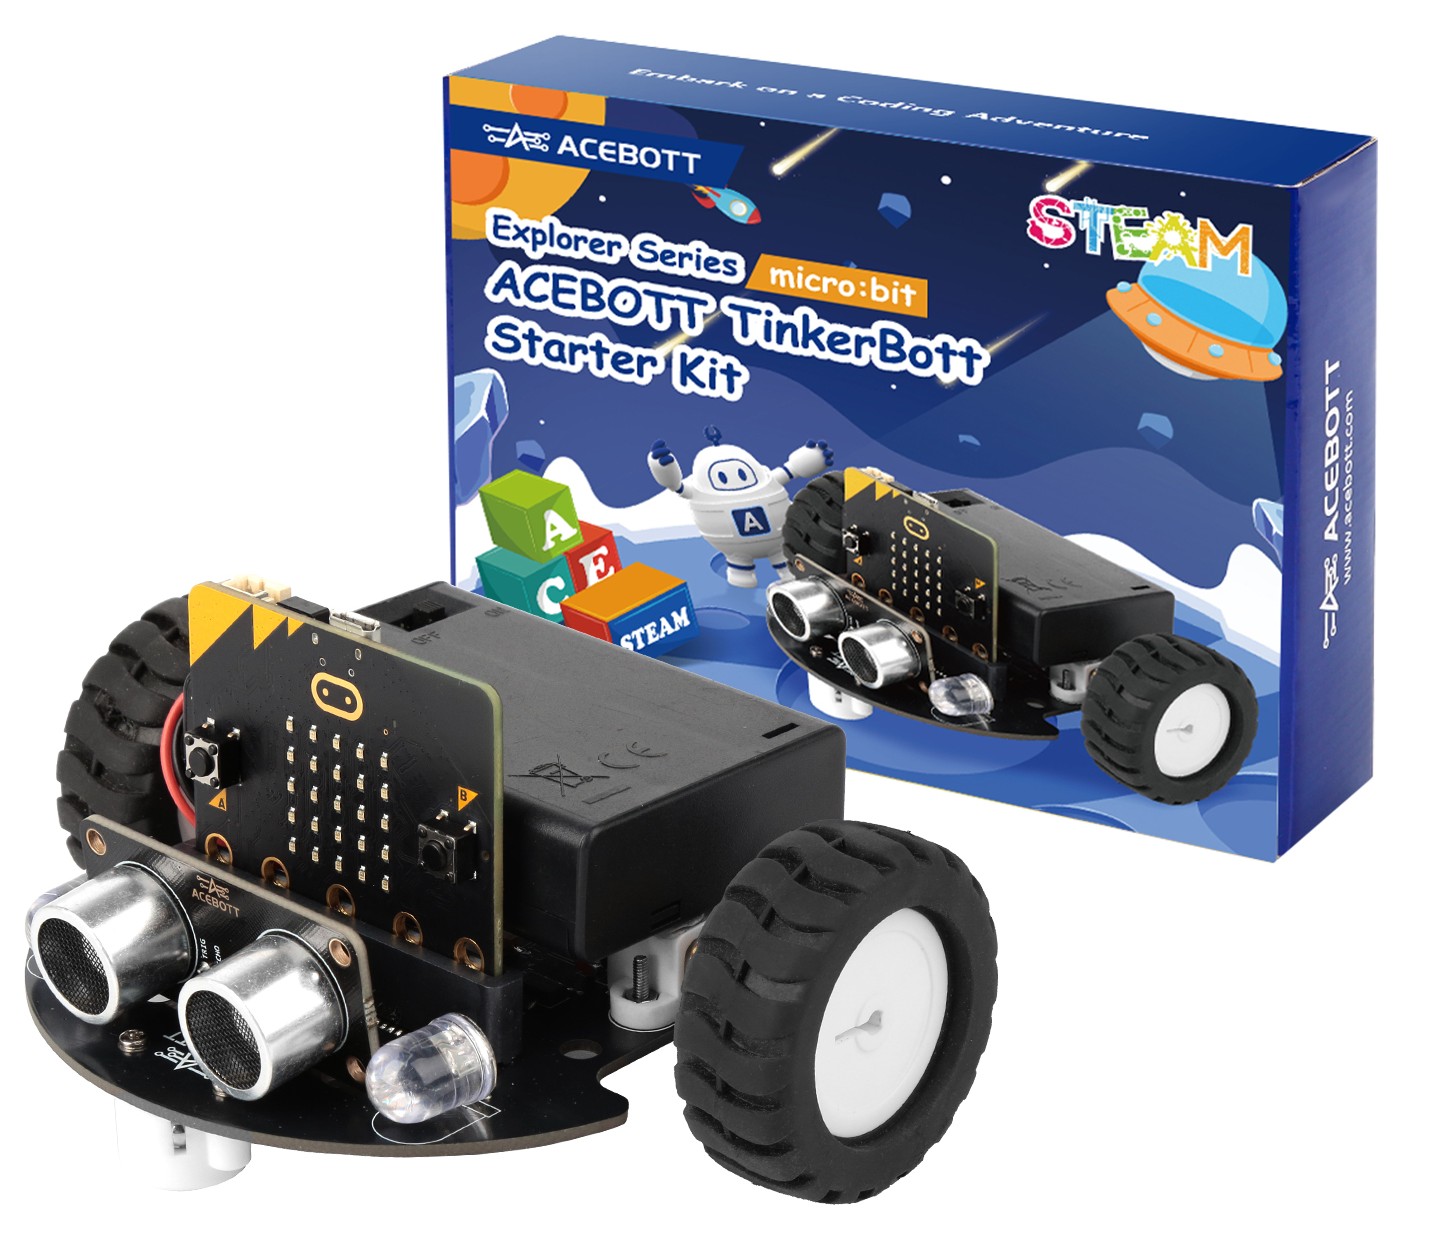 Embark on a Coding Adventure
ACEBOTT
STEAM
Explorer Series
micro:bit
ACEBOTT TinkerBott
Starter Kit
A
A
C
E
STEAM
ACEBOTT
www.acebott.com
ON
OFF
CE
A
B
ACEBOTT
TRIG
ECHO